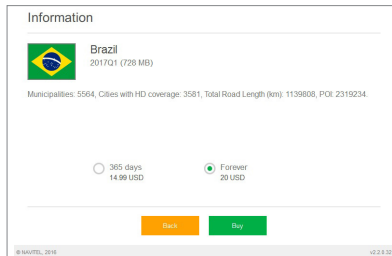 Information
Brazil
2017Q1 (728 MB)
Municipalities: 5564, Cities with HD coverage: 3581, Total Road Length (km): 1139808, POI: 2319234.
365 days
14.99 USD
Forever
20 USD
Back
Buy
© NAVITEL, 2016
v2.2.6.32